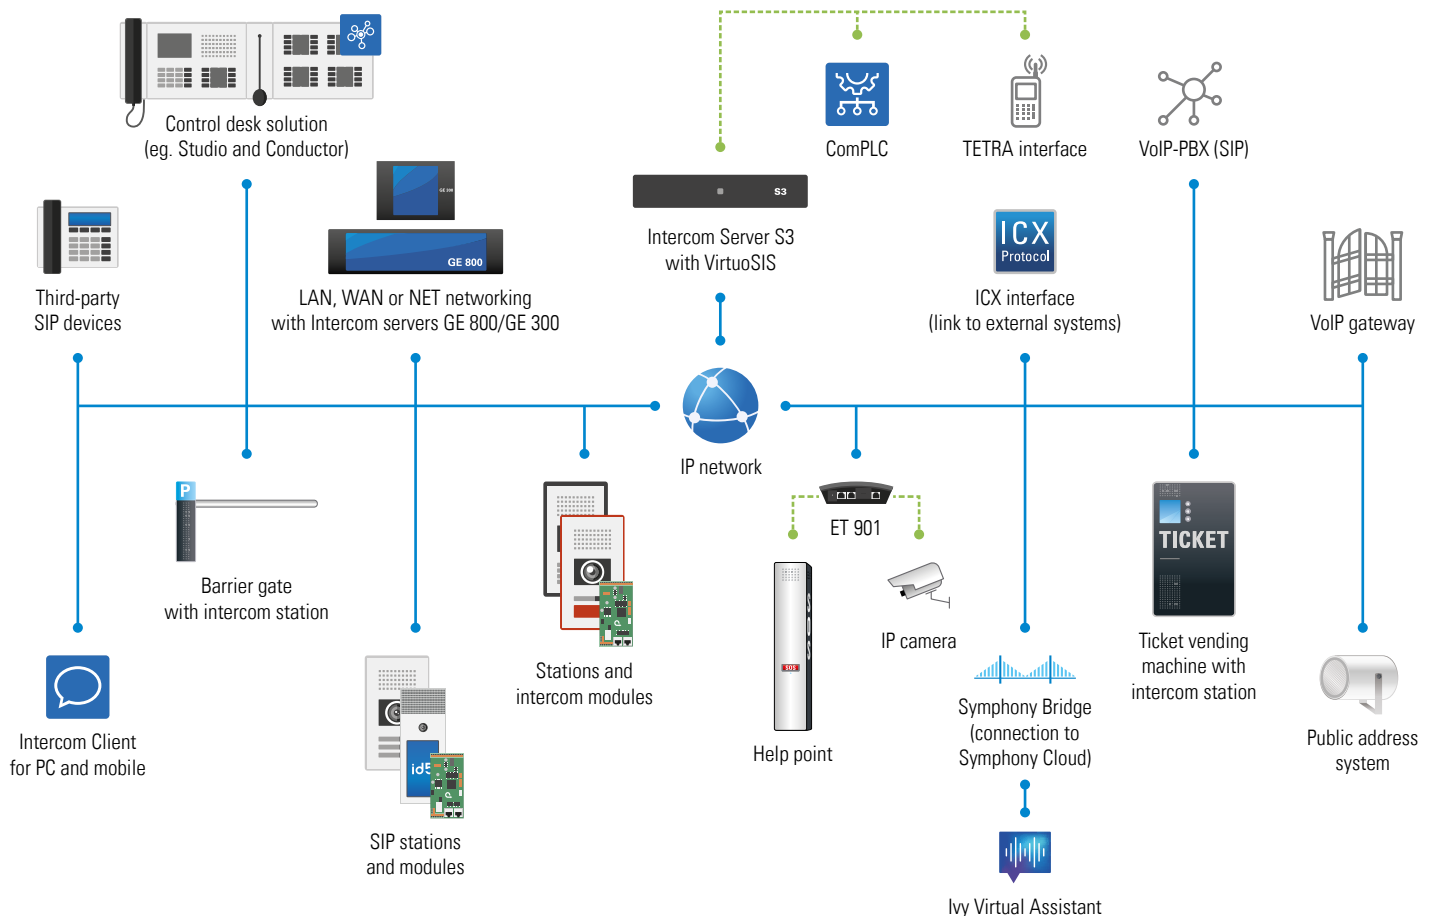 Control desk solution
(eg. Studio and Conductor)
GE 300
GE 800
LAN, WAN or NET networking
with Intercom servers GE 800/GE 300
Third-party
SIP devices
S3
Intercom Server S3
with VirtuoSIS
ComPLC
TETRA interface
VoIP-PBX (SIP)
ICX
Protocol
ICX interface
(link to external systems)
VoIP gateway
IP network
P
Barrier gate
with intercom station
Stations and
intercom modules
ET 901
SOS
SOS
Help point
IP camera
TICKET
Ticket vending
machine with
intercom station
Intercom Client
for PC and mobile
id5
SIP stations
and modules
Symphony Bridge
(connection to
Symphony Cloud)
Public address
system
Ivy Virtual Assistant